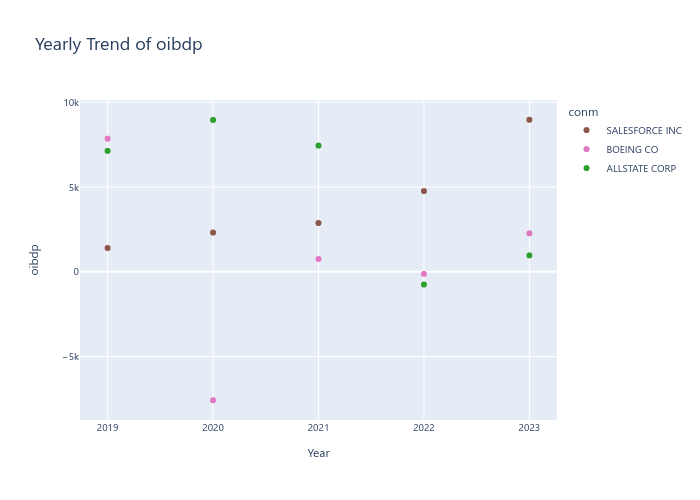 Yearly Trend of oibdp
conm
SALESFORCE INC
BOEING CO
ALLSTATE CORP
10k
5k
0
−5k
oibdp
2019
2020
2021
2022
2023
Year